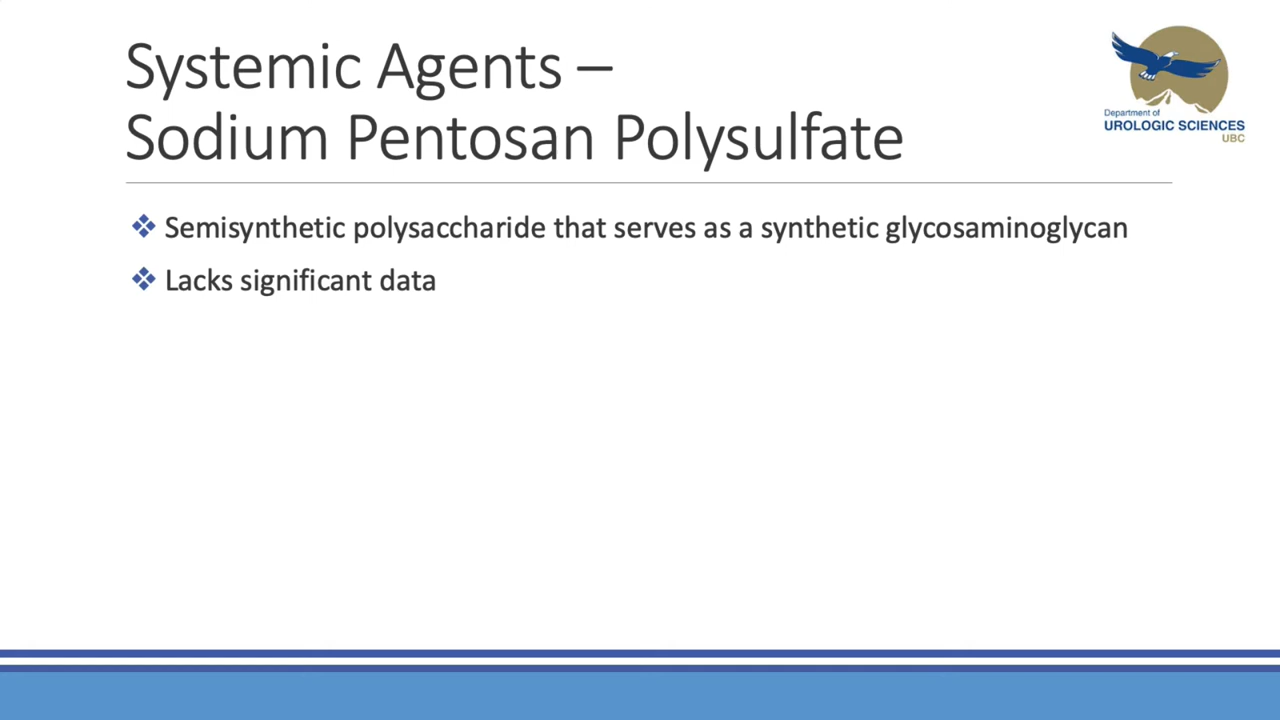 Systemic Agents –
Sodium Pentosan Polysulfate
Department of
UROLOGIC SCIENCES
UBC
❖ Semisynthetic polysaccharide that serves as a synthetic glycosaminoglycan
❖ Lacks significant data